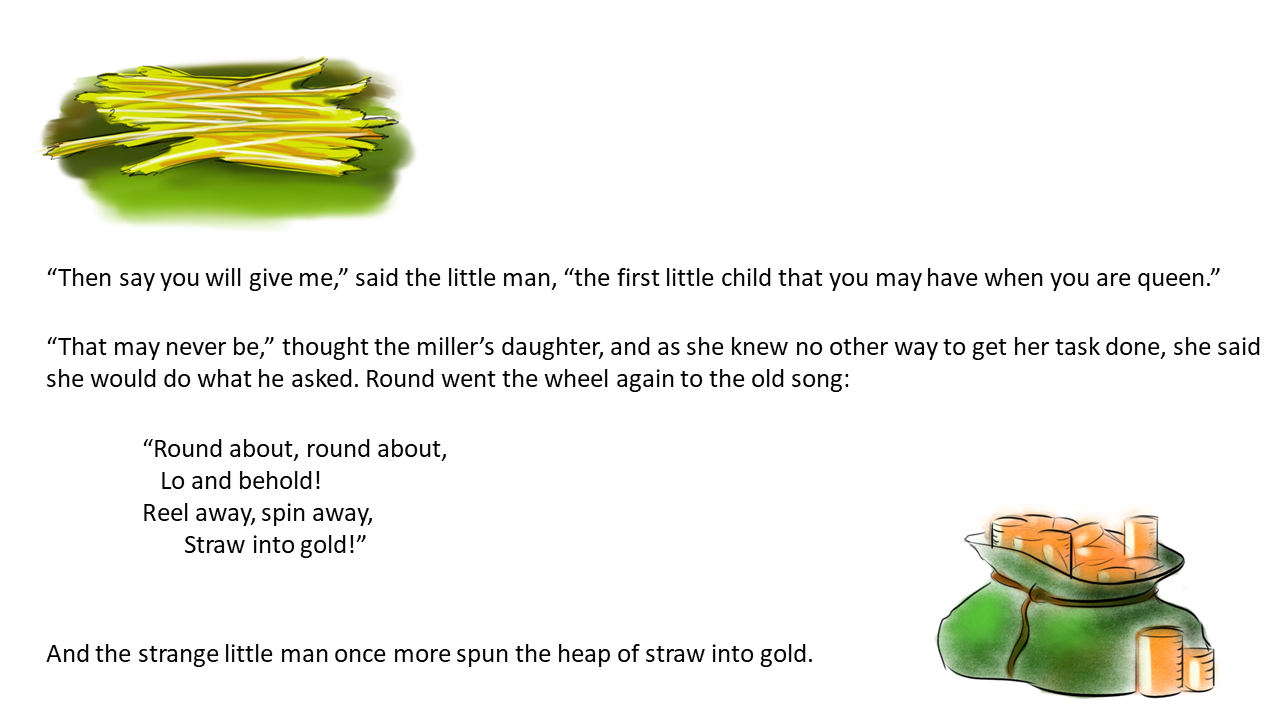 “Then say you will give me,” said the little man, “the first little child that you may have when you are queen.”
“That may never be,” thought the miller’s daughter, and as she knew no other way to get her task done, she said
she would do what he asked. Round went the wheel again to the old song:
“Round about, round about,
Lo and behold!
Reel away, spin away,
Straw into gold!”
And the strange little man once more spun the heap of straw into gold.